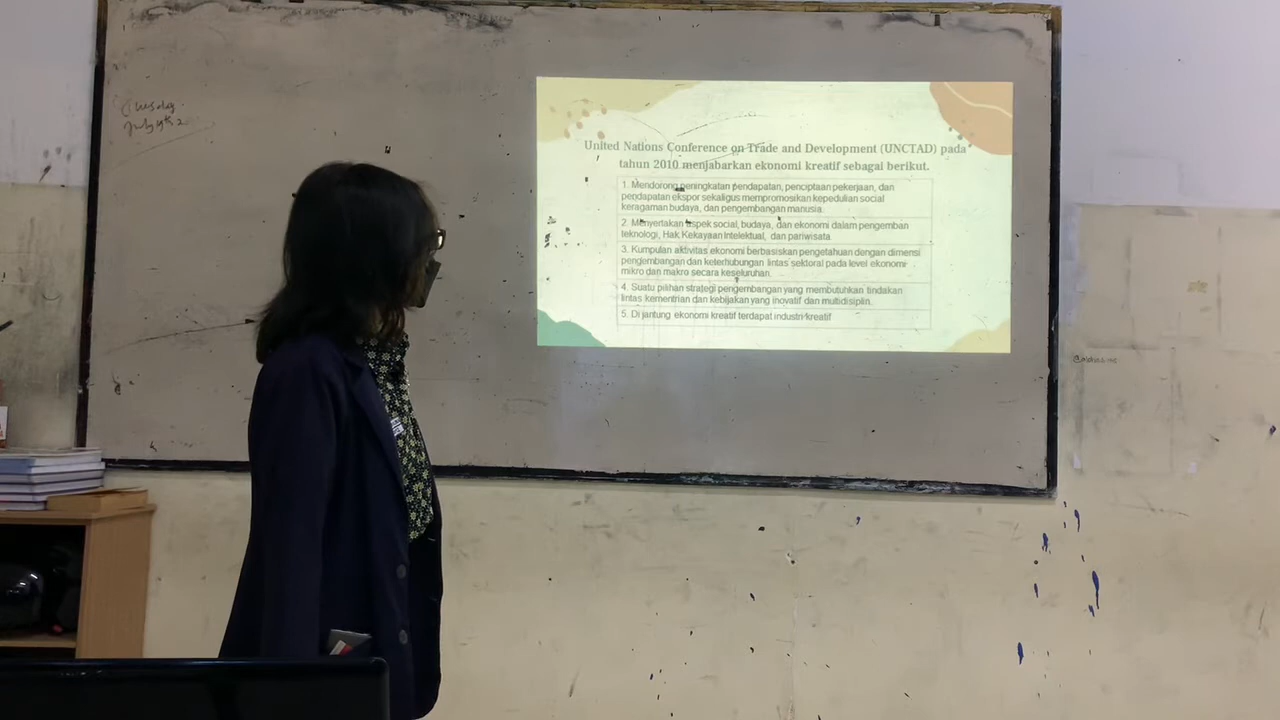 Tuesday
July 19th 2
United Nations Conference on Trade and Development (UNCTAD) pada
tahun 2010 menjabarkan ekonomi kreatif sebagai berikut.
1. Mendorong peningkatan pendapatan, penciptaan pekerjaan, dan
pendapatan ekspor sekaligus mempromosikan kepedulian social
keragaman budaya, dan pengembangan manusia.
2. Menyertakan aspek social, budaya, dan ekonomi dalam pengemban
teknologi, Hak Kekayaan Intelektual, dan pariwisata
3. Kumpulan aktivitas ekonomi berbasiskan pengetahuan dengan dimensi
pengembangan dan keterhubungan lintas sektoral pada level ekonomi
mikro dan makro secara keseluruhan.
4. Suatu pilihan strategi pengembangan yang membutuhkan tindakan
lintas kementrian dan kebijakan yang inovatif dan multidisiplin.
5. Di jantung ekonomi kreatif terdapat industri kreatif